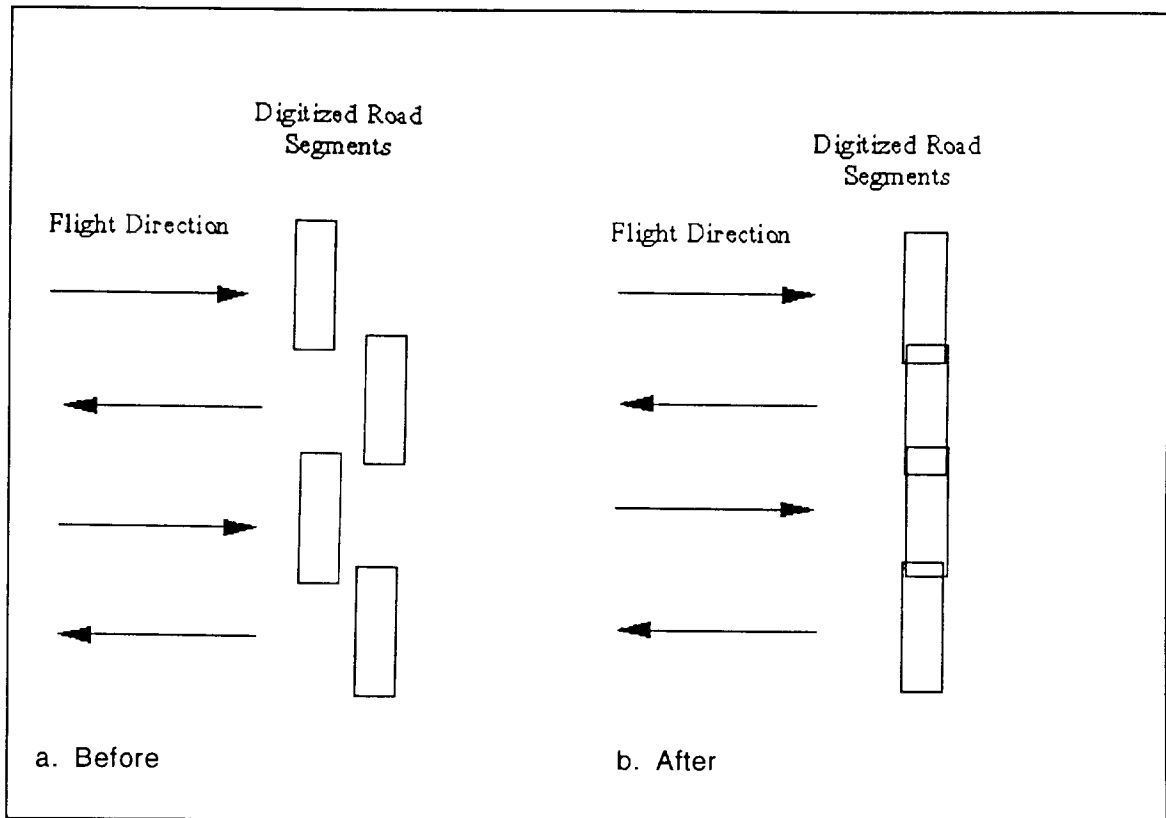 Digitized Road
Segments
Flight Direction
a. Before
Digitized Road
Segments
Flight Direction
b. After